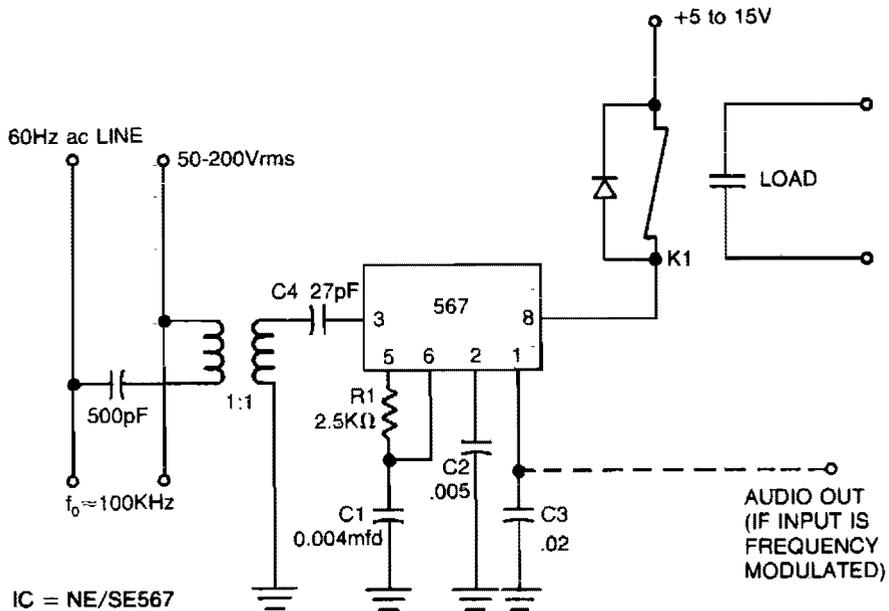 +5 to 15V
60Hz ac LINE
50-200Vrms
LOAD
K1
C4 27pF
567
3
8
5
6
2
1
500pF
1:1
R1
2.5KΩ
C2
.005
f₀≈100KHz
C1
0.004mfd
C3
.02
AUDIO OUT
(IF INPUT IS
FREQUENCY
MODULATED)
IC = NE/SE567